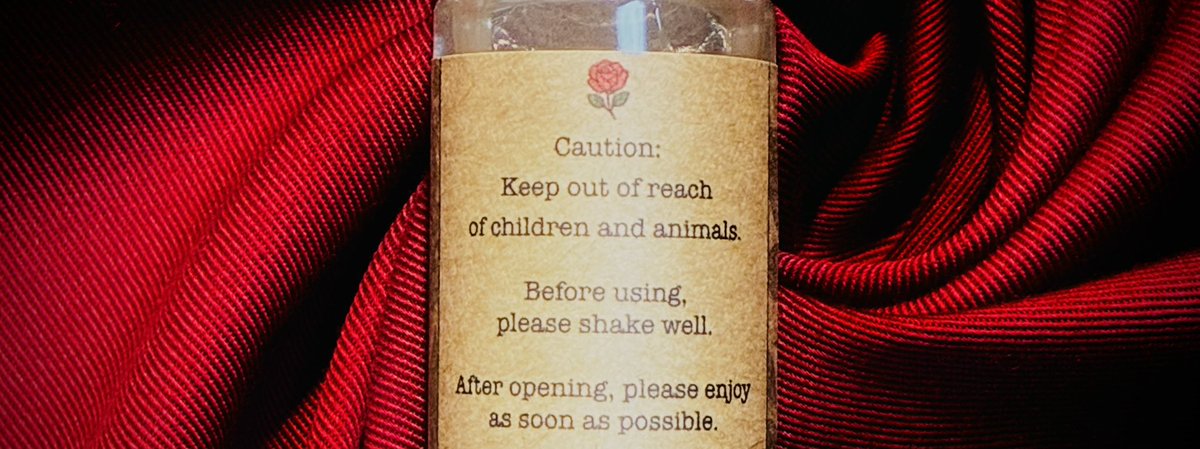 Caution:
Keep out of reach
of children and animals.
Before using,
please shake well.
After opening, please enjoy
as soon as possible.